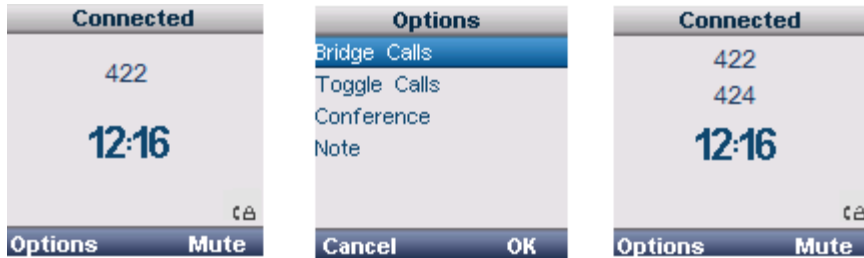 Connected
422
12:16
Options Mute
Options
Bridge Calls
Toggle Calls
Conference
Note
Cancel OK
Connected
422
424
12:16
Options Mute